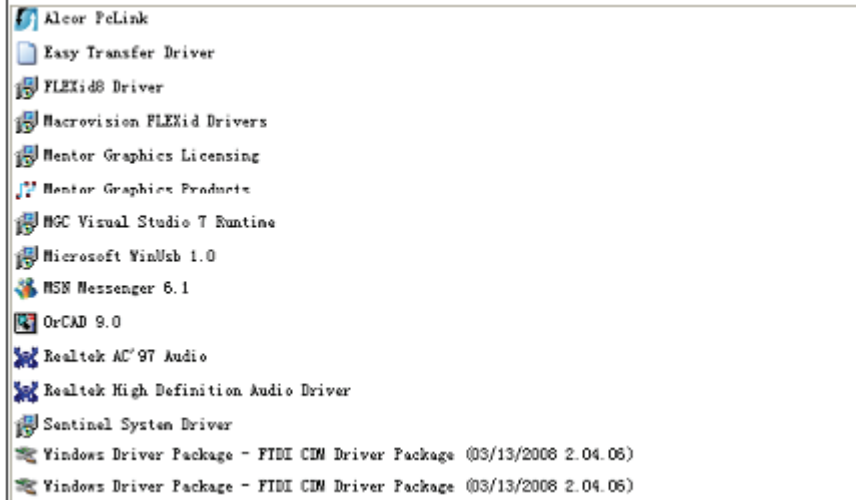 Alcor PcLink
Easy Transfer Driver
FLEXid8 Driver
Macrovision FLEXid Drivers
Mentor Graphics Licensing
Mentor Graphics Products
MGC Visual Studio 7 Runtime
Microsoft WinUsb 1.0
MSN Messenger 6.1
OrCAD 9.0
Realtek AC'97 Audio
Realtek High Definition Audio Driver
Sentinel System Driver
Windows Driver Package - FTDI CDM Driver Package (03/13/2008 2.04.06)
Windows Driver Package - FTDI CDM Driver Package (03/13/2008 2.04.06)